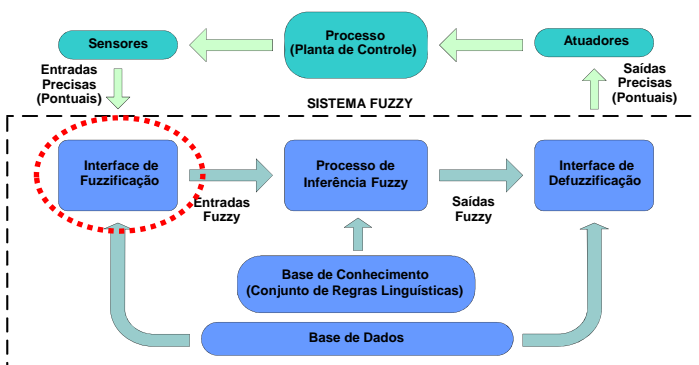 Sensores
Processo
(Planta de Controle)
Atuadores
Entradas
Precisas
(Pontuais)
Saídas
Precisas
(Pontuais)
SISTEMA FUZZY
Interface de
Fuzzificação
Entradas
Fuzzy
Processo de
Inferência Fuzzy
Saídas
Fuzzy
Interface de
Defuzzificação
Base de Conhecimento
(Conjunto de Regras Linguísticas)
Base de Dados